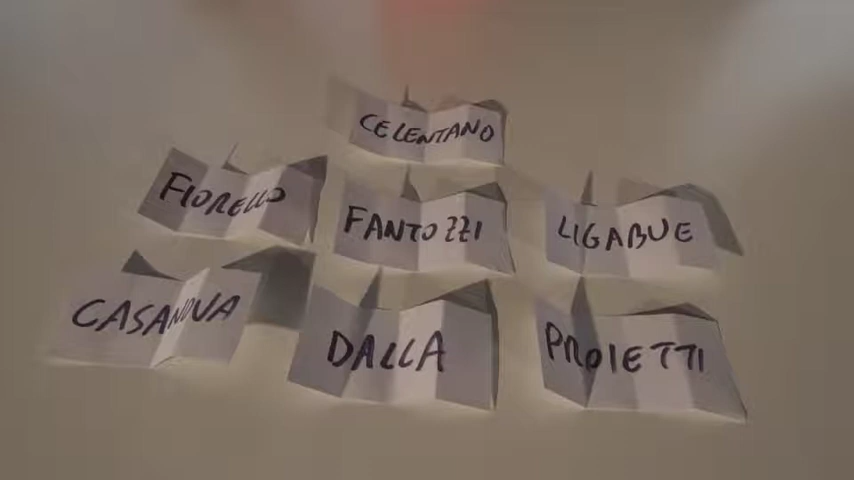 CELENTANO
FIORELLO
FANTOZZI
LIGABUE
CASANOVA
DALLA
PROIETTI